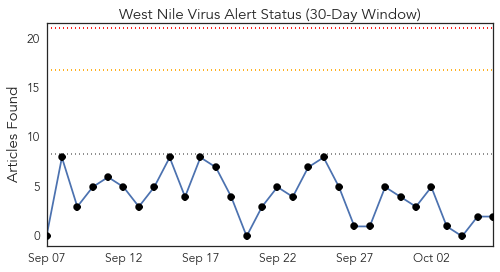 West Nile Virus Alert Status (30-Day Window)
Articles Found
20
15
10
5
0
Sep 07 Sep 12 Sep 17 Sep 22 Sep 27 Oct 02